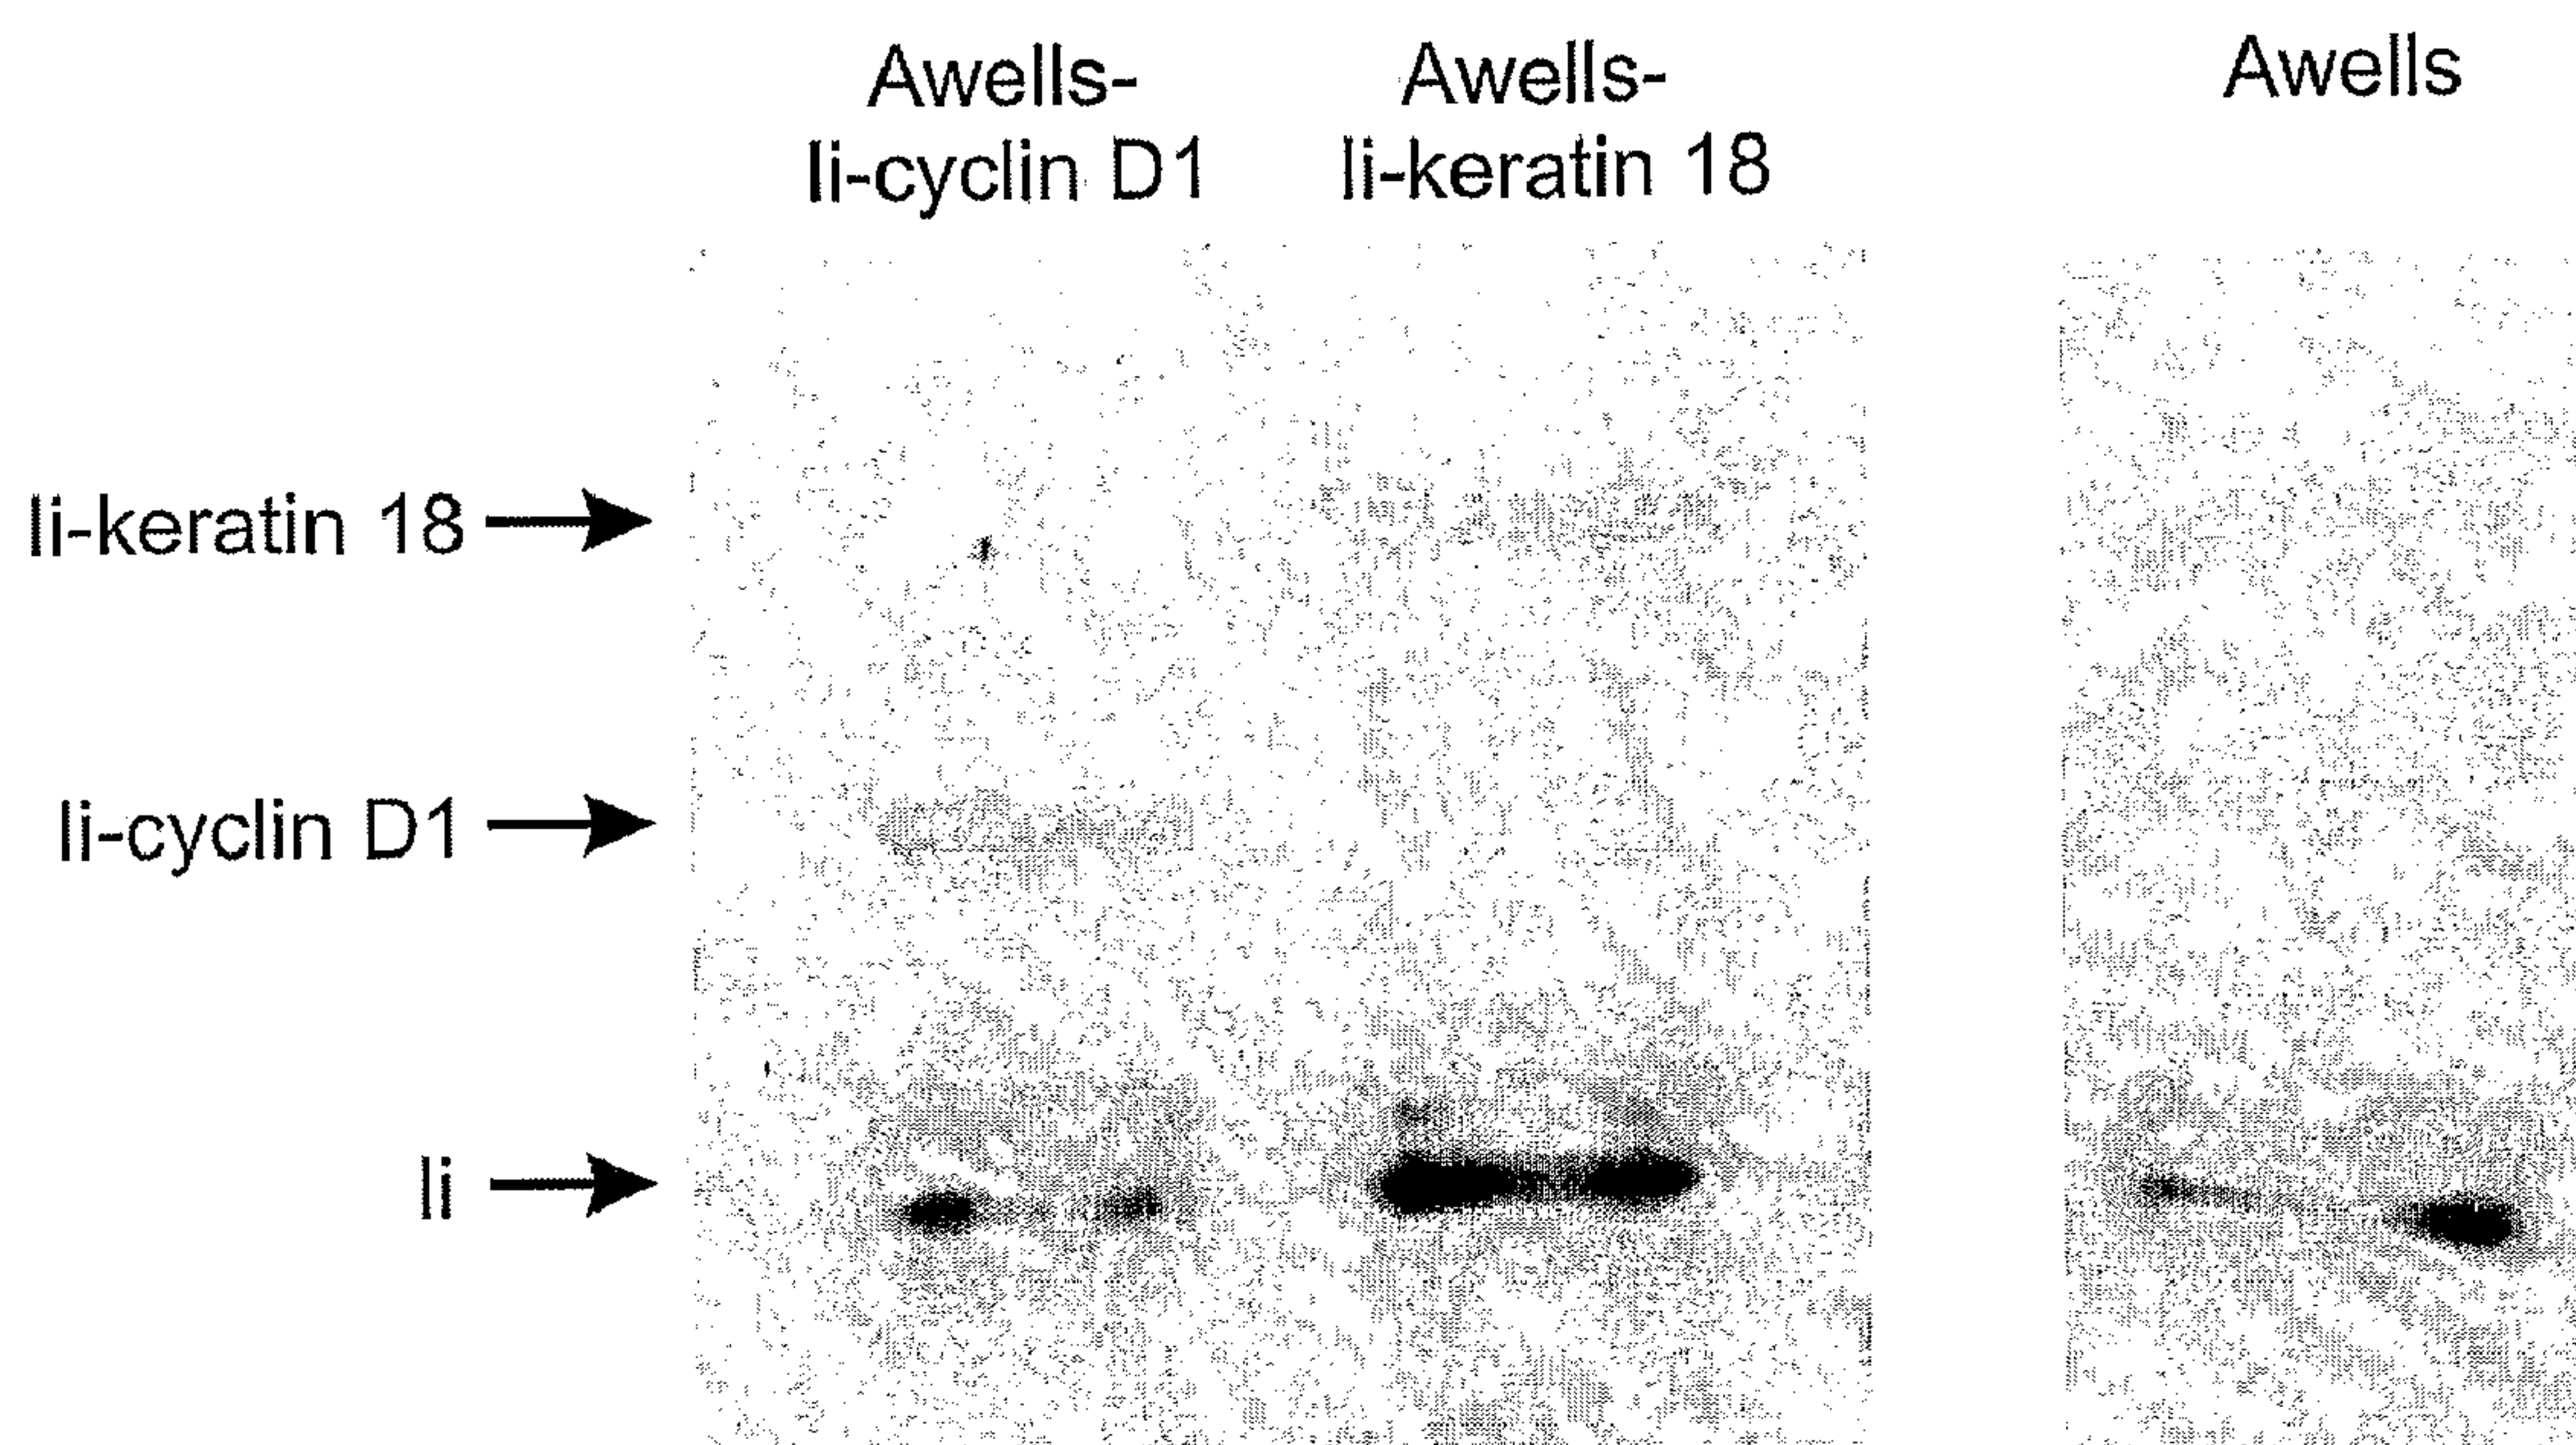 Awells-
Ii-cyclin D1
Awells-
Ii-keratin 18
Awells
Ii-keratin 18
Ii-cyclin D1
Ii